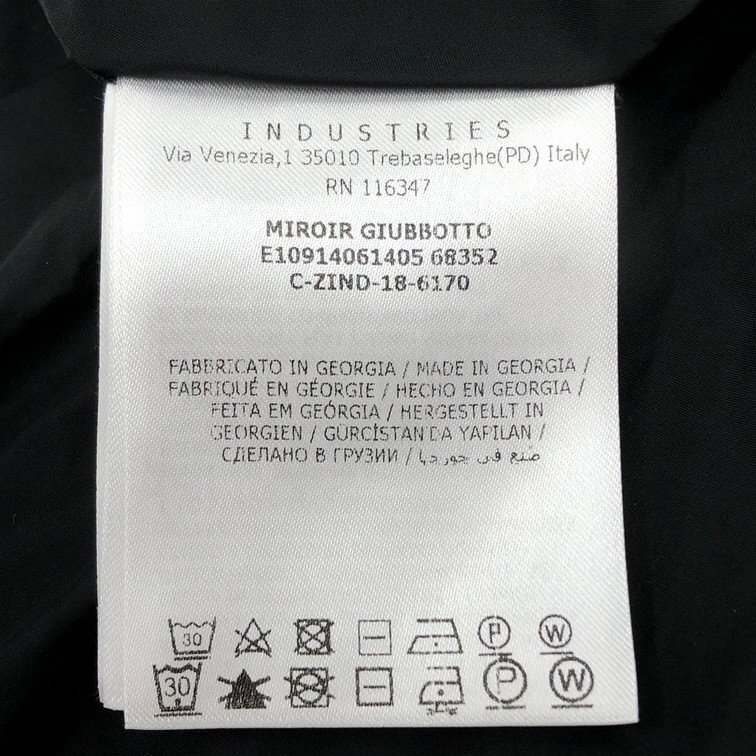 INDUSTRIES
Via Venezia,1 35010 Trebaseleghe(PD) Italy
RN 116347
MIROIR GIUBBOTTO
E10914061405 68352
C-ZIND-18-6170
FABBRICATO IN GEORGIA / MADE IN GEORGIA /
FABRIQUÉ EN GÉORGIE / HECHO EN GEORGIA /
FEITA EM GEÓRGIA / HERGESTELLT IN
GEORGIEN / GÜRCİSTAN'DA YAPILAN /
СДЕЛАНО В ГРУЗИИ / صنع في جورجيا
30 P W
30 P W